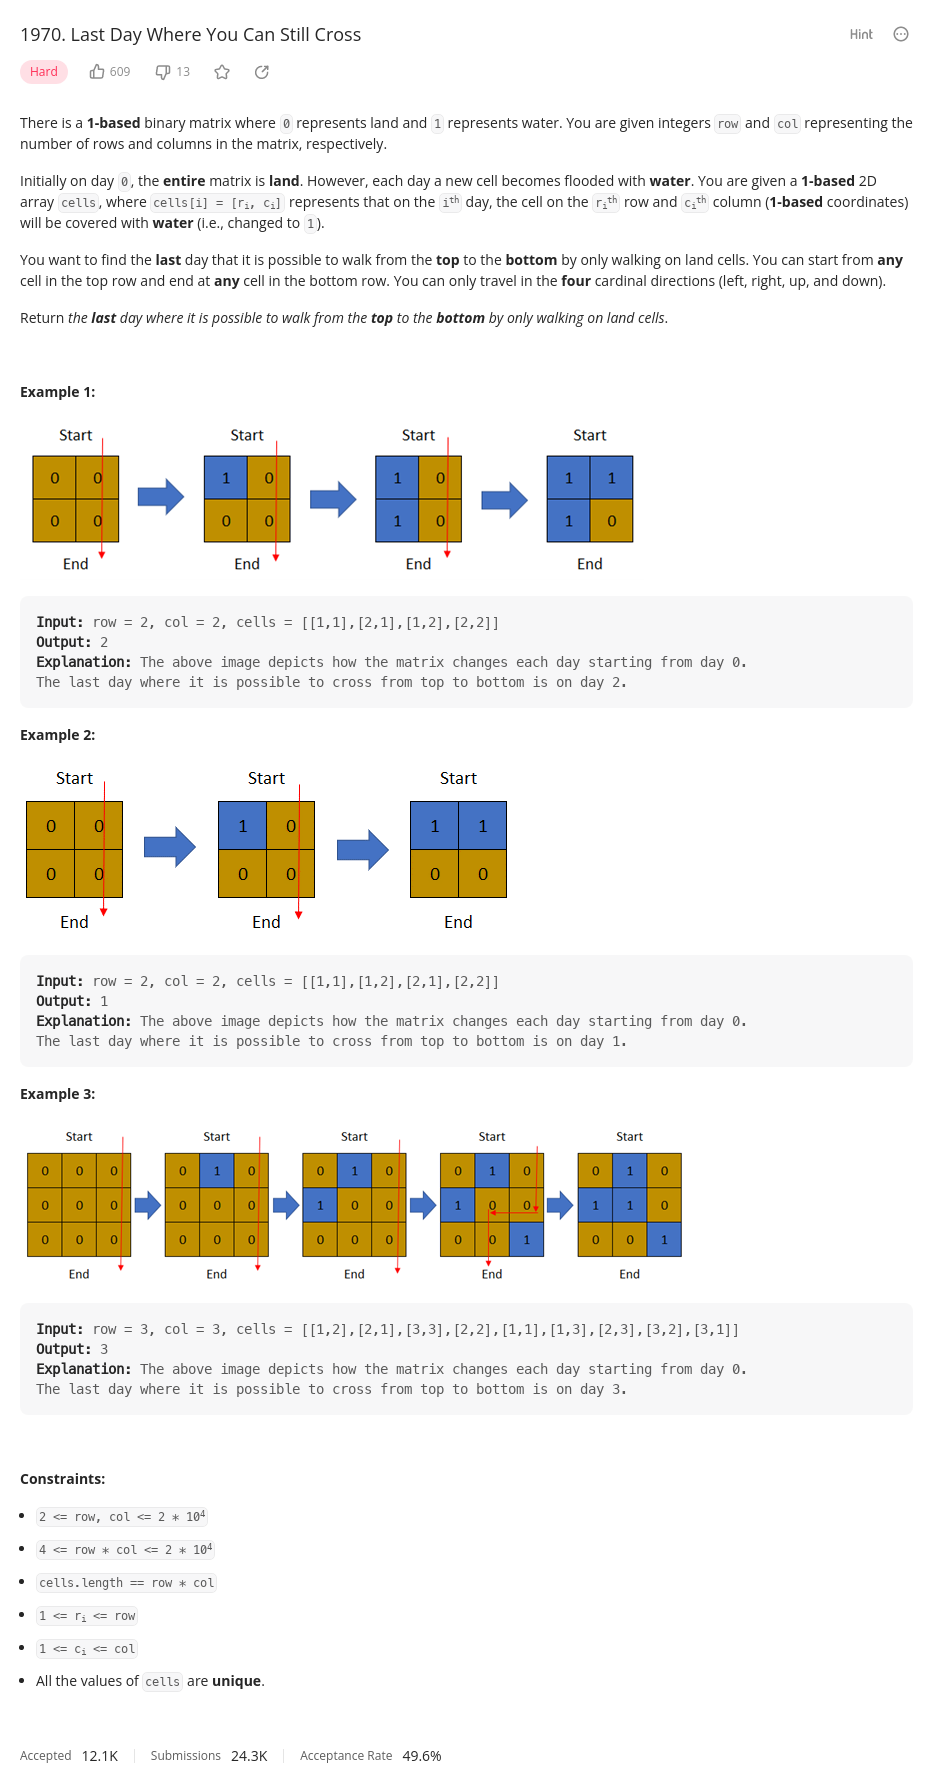 1970. Last Day Where You Can Still Cross
Hint
Hard
609
13
There is a 1-based binary matrix where 0 represents land and 1 represents water. You are given integers row and col representing the
number of rows and columns in the matrix, respectively.
Initially on day 0, the entire matrix is land. However, each day a new cell becomes flooded with water. You are given a 1-based 2D
array cells, where cells[i] = [ri, ci] represents that on the ith day, the cell on the rith row and cith column (1-based coordinates)
will be covered with water (i.e., changed to 1).
You want to find the last day that it is possible to walk from the top to the bottom by only walking on land cells. You can start from any
cell in the top row and end at any cell in the bottom row. You can only travel in the four cardinal directions (left, right, up, and down).
Return the last day where it is possible to walk from the top to the bottom by only walking on land cells.
Example 1:
Start Start Start Start
0 0 1 0 1 0 1 1
0 0 0 0 1 0 1 0
End End End End
Input: row = 2, col = 2, cells = [[1,1],[2,1],[1,2],[2,2]]
Output: 2
Explanation: The above image depicts how the matrix changes each day starting from day 0.
The last day where it is possible to cross from top to bottom is on day 2.
Example 2:
Start Start Start
0 0 1 0 1 1
0 0 0 0 0 0
End End End
Input: row = 2, col = 2, cells = [[1,1],[1,2],[2,1],[2,2]]
Output: 1
Explanation: The above image depicts how the matrix changes each day starting from day 0.
The last day where it is possible to cross from top to bottom is on day 1.
Example 3:
Start Start Start Start Start
0 0 0 0 1 0 0 1 0 0 1 0 0 1 0
0 0 0 0 0 0 1 0 0 1 0 0 1 1 0
0 0 0 0 0 0 0 0 0 0 0 1 0 0 1
End End End End End
Input: row = 3, col = 3, cells = [[1,2],[2,1],[3,3],[2,2],[1,1],[1,3],[2,3],[3,2],[3,1]]
Output: 3
Explanation: The above image depicts how the matrix changes each day starting from day 0.
The last day where it is possible to cross from top to bottom is on day 3.
Constraints:
• 2 <= row, col <= 2 * 10⁴
• 4 <= row * col <= 2 * 10⁴
• cells.length == row * col
• 1 <= ri <= row
• 1 <= ci <= col
• All the values of cells are unique.
Accepted 12.1K Submissions 24.3K Acceptance Rate 49.6%